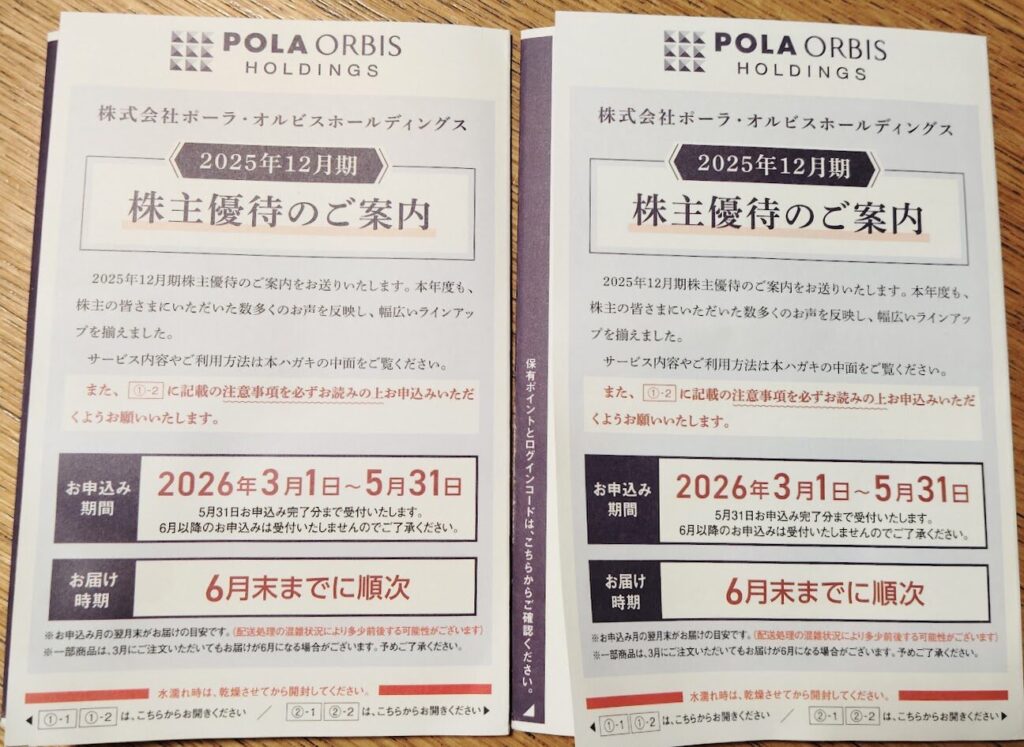 POLA ORBIS
HOLDINGS
株式会社ポーラ・オルビスホールディングス
2025年12月期
株主優待のご案内
2025年12月期株主優待のご案内をお送りいたします。本年度も、
株主の皆さまにいただいた数多くのお声を反映し、幅広いラインアッ
プを揃えました。
サービス内容やご利用方法は本ハガキの中面をご覧ください。
また、①-2に記載の注意事項を必ずお読みの上お申込みいただ
くようお願いいたします。
お申込み
期間
2026年3月1日～5月31日
5月31日お申込み完了分まで受付いたします。
6月以降のお申込みは受付いたしませんのでご了承ください。
お届け
時期
6月末までに順次
※お申込み月の翌月末がお届けの目安です。(配送処理の混雑状況により多少前後する可能性がございます)
※一部商品は、3月にご注文いただいてもお届けが6月になる場合がございます。予めご了承ください。
水濡れ時は、乾燥させてから開封してください。
◀ ①-1 ①-2 は、こちらからお開きください ／ ②-1 ②-2 は、こちらからお開きください ▶
保有ポイントとログインコードは、こちらからご確認ください。
POLA ORBIS
HOLDINGS
株式会社ポーラ・オルビスホールディングス
2025年12月期
株主優待のご案内
2025年12月期株主優待のご案内をお送りいたします。本年度も、
株主の皆さまにいただいた数多くのお声を反映し、幅広いラインアッ
プを揃えました。
サービス内容やご利用方法は本ハガキの中面をご覧ください。
また、①-2に記載の注意事項を必ずお読みの上お申込みいただ
くようお願いいたします。
お申込み
期間
2026年3月1日～5月31日
5月31日お申込み完了分まで受付いたします。
6月以降のお申込みは受付いたしませんのでご了承ください。
お届け
時期
6月末までに順次
※お申込み月の翌月末がお届けの目安です。(配送処理の混雑状況により多少前後する可能性がございます)
※一部商品は、3月にご注文いただいてもお届けが6月になる場合がございます。予めご了承ください。
水濡れ時は、乾燥させてから開封してください。
◀ ①-1 ①-2 は、こちらからお開きください ／ ②-1 ②-2 は、こちらからお開きください ▶